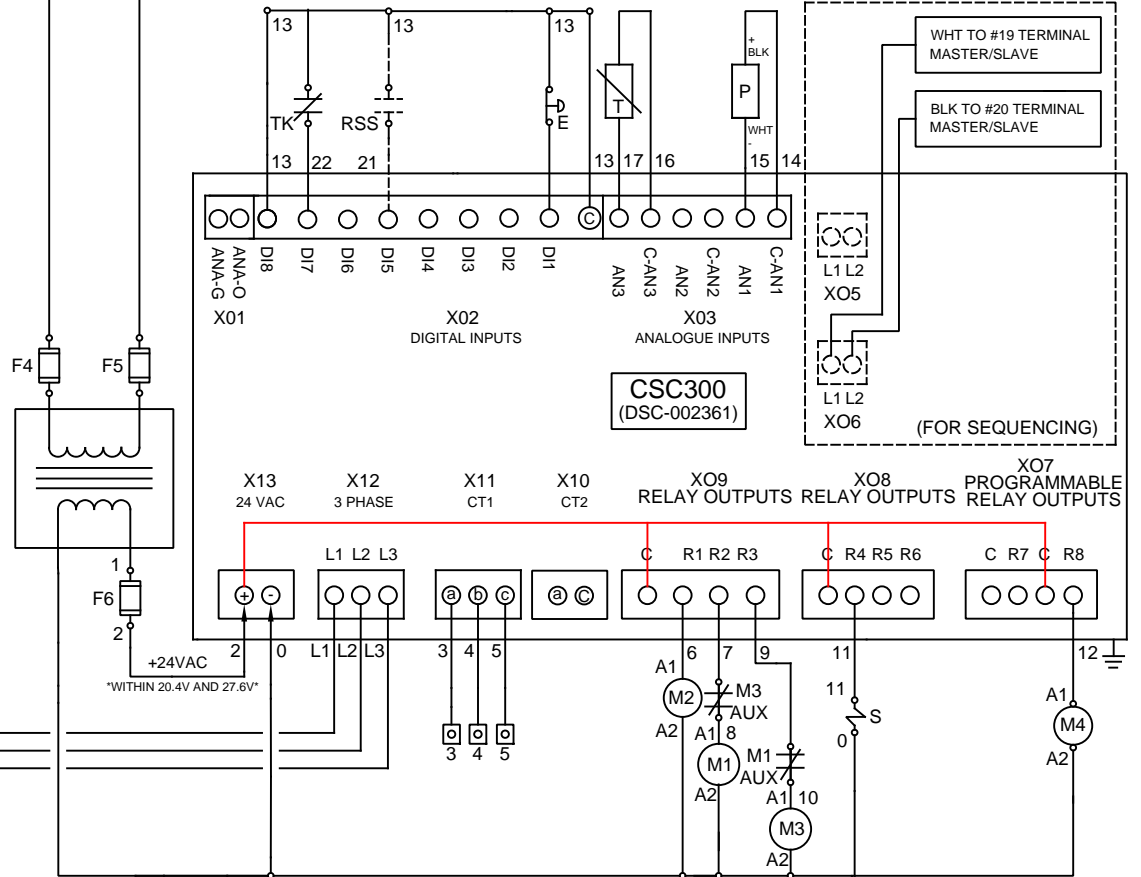 13 13 13
WHT TO #19 TERMINAL
MASTER/SLAVE
+
BLK
P
T
BLK TO #20 TERMINAL
MASTER/SLAVE
TK RSS E
WHT
-
13 22 21 13 17 16 15 14
C
ANA-G ANA-O DI8 DI7 DI6 DI5 DI4 DI3 DI2 DI1 AN3 C-AN3 AN2 C-AN2 AN1 C-AN1
L1 L2
XO5
X01 X02 X03
DIGITAL INPUTS ANALOGUE INPUTS
F4 F5
CSC300
(DSC-002361)
L1 L2
XO6
(FOR SEQUENCING)
X13 X12 X11 X10 XO9 XO8 XO7
24 VAC 3 PHASE CT1 CT2 RELAY OUTPUTS RELAY OUTPUTS PROGRAMMABLE
RELAY OUTPUTS
L1 L2 L3 C R1 R2 R3 C R4 R5 R6 C R7 C R8
1
F6
+ - a b c a C
2
+24VAC
*WITHIN 20.4V AND 27.6V*
2 0 L1 L2 L3 3 4 5 6 7 9 11 12
A1 M2 A2
M3
AUX
A1 8
M1
A2
M1
AUX
A1 10
M3
A2
11
S
0
A1
M4
A2
3 4 5